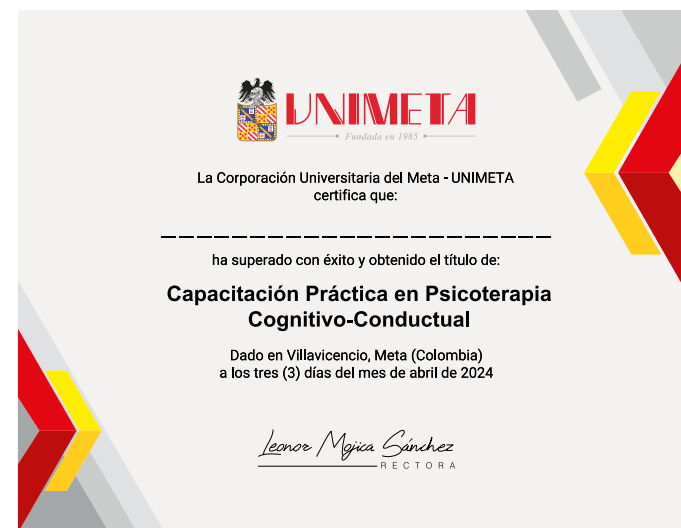 UNIMETA
Fundada en 1985
La Corporación Universitaria del Meta - UNIMETA
certifica que:
ha superado con éxito y obtenido el título de:
Capacitación Práctica en Psicoterapia
Cognitivo-Conductual
Dado en Villavicencio, Meta (Colombia)
a los tres (3) días del mes de abril de 2024
Leonor Mojica Sánchez
RECTORA